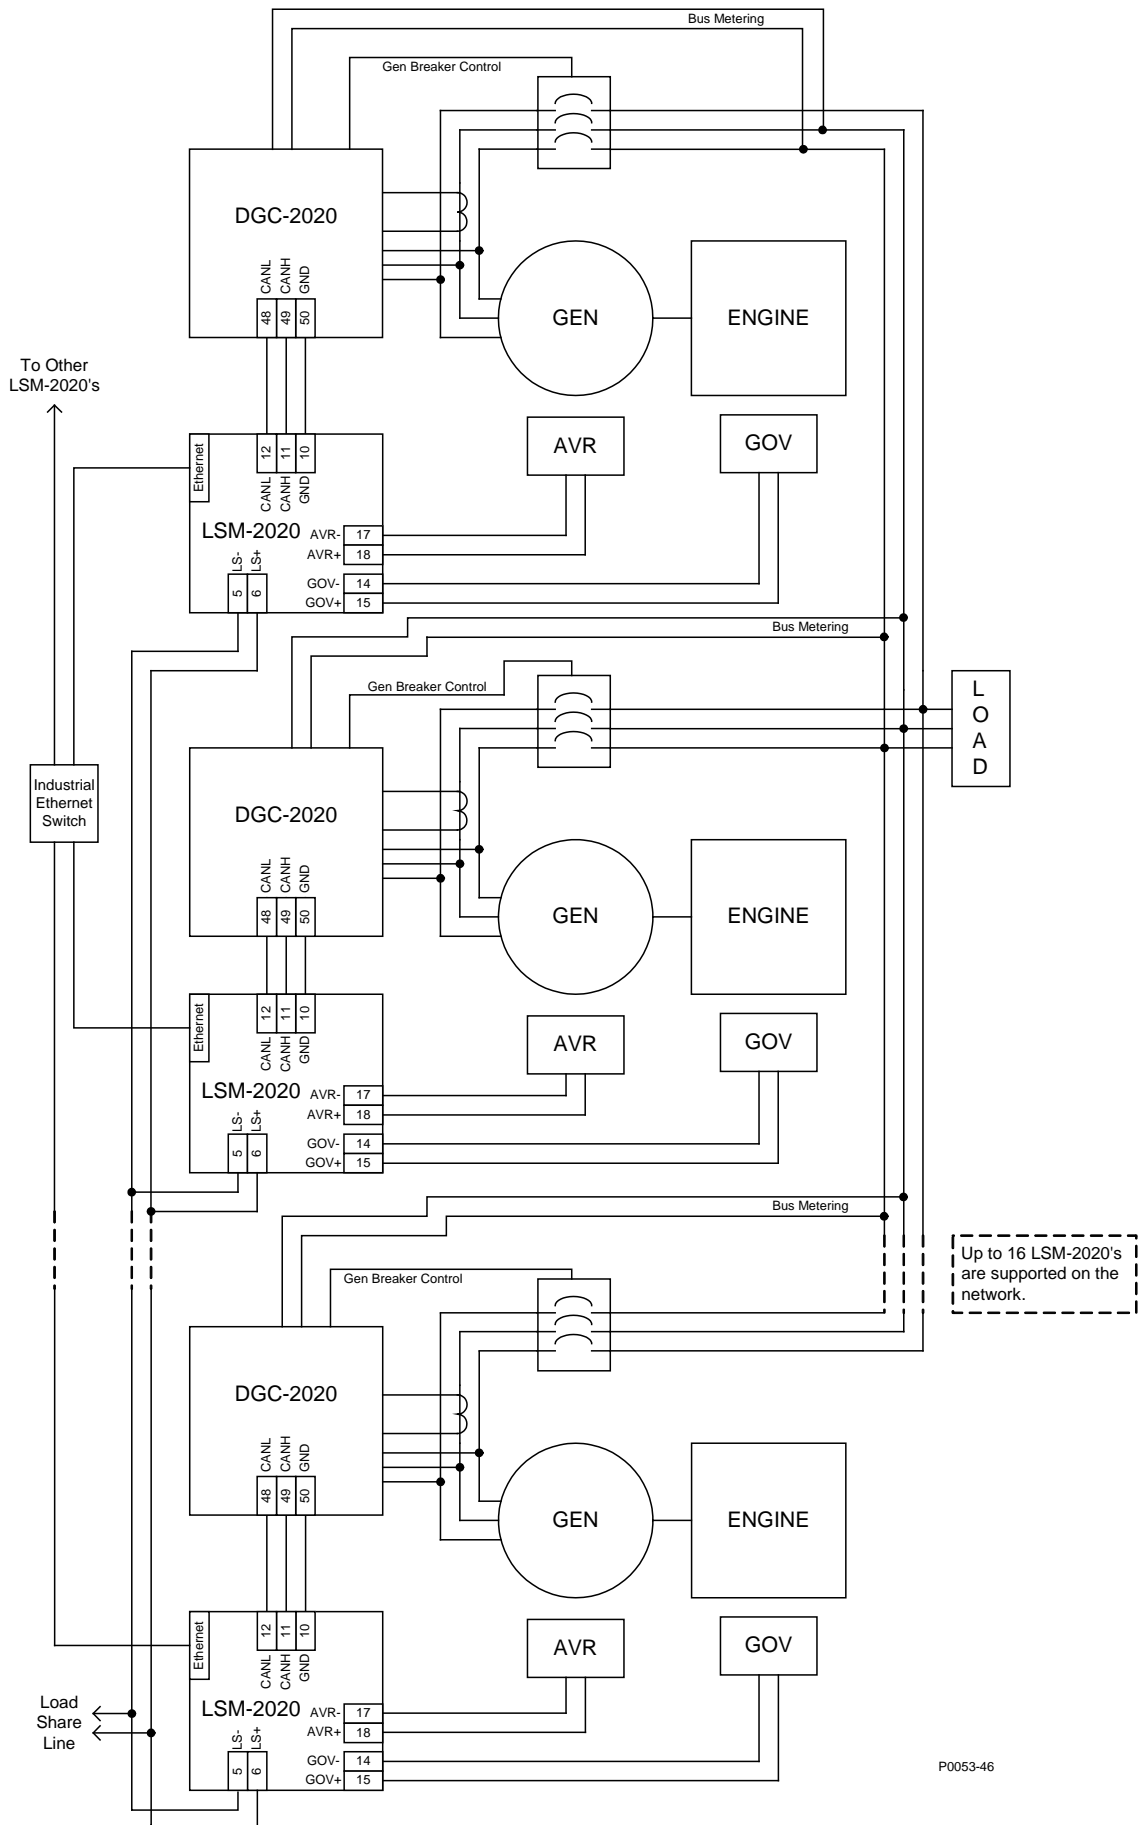 Bus Metering
Gen Breaker Control
DGC-2020
CANL
CANH
GND
48
49
50
GEN
ENGINE
To Other
LSM-2020's
AVR
GOV
Ethernet
12
11
10
CANL
CANH
GND
LSM-2020
AVR- 17
AVR+ 18
GOV- 14
GOV+ 15
LS-
LS+
5
6
Bus Metering
Gen Breaker Control
L
O
A
D
Industrial
Ethernet
Switch
DGC-2020
CANL
CANH
GND
48
49
50
GEN
ENGINE
AVR
GOV
Ethernet
12
11
10
CANL
CANH
GND
LSM-2020
AVR- 17
AVR+ 18
GOV- 14
GOV+ 15
LS-
LS+
5
6
Bus Metering
Up to 16 LSM-2020's
are supported on the
network.
Gen Breaker Control
DGC-2020
CANL
CANH
GND
48
49
50
GEN
ENGINE
AVR
GOV
Ethernet
12
11
10
CANL
CANH
GND
LSM-2020
AVR- 17
AVR+ 18
GOV- 14
GOV+ 15
LS-
LS+
5
6
Load
Share
Line
P0053-46